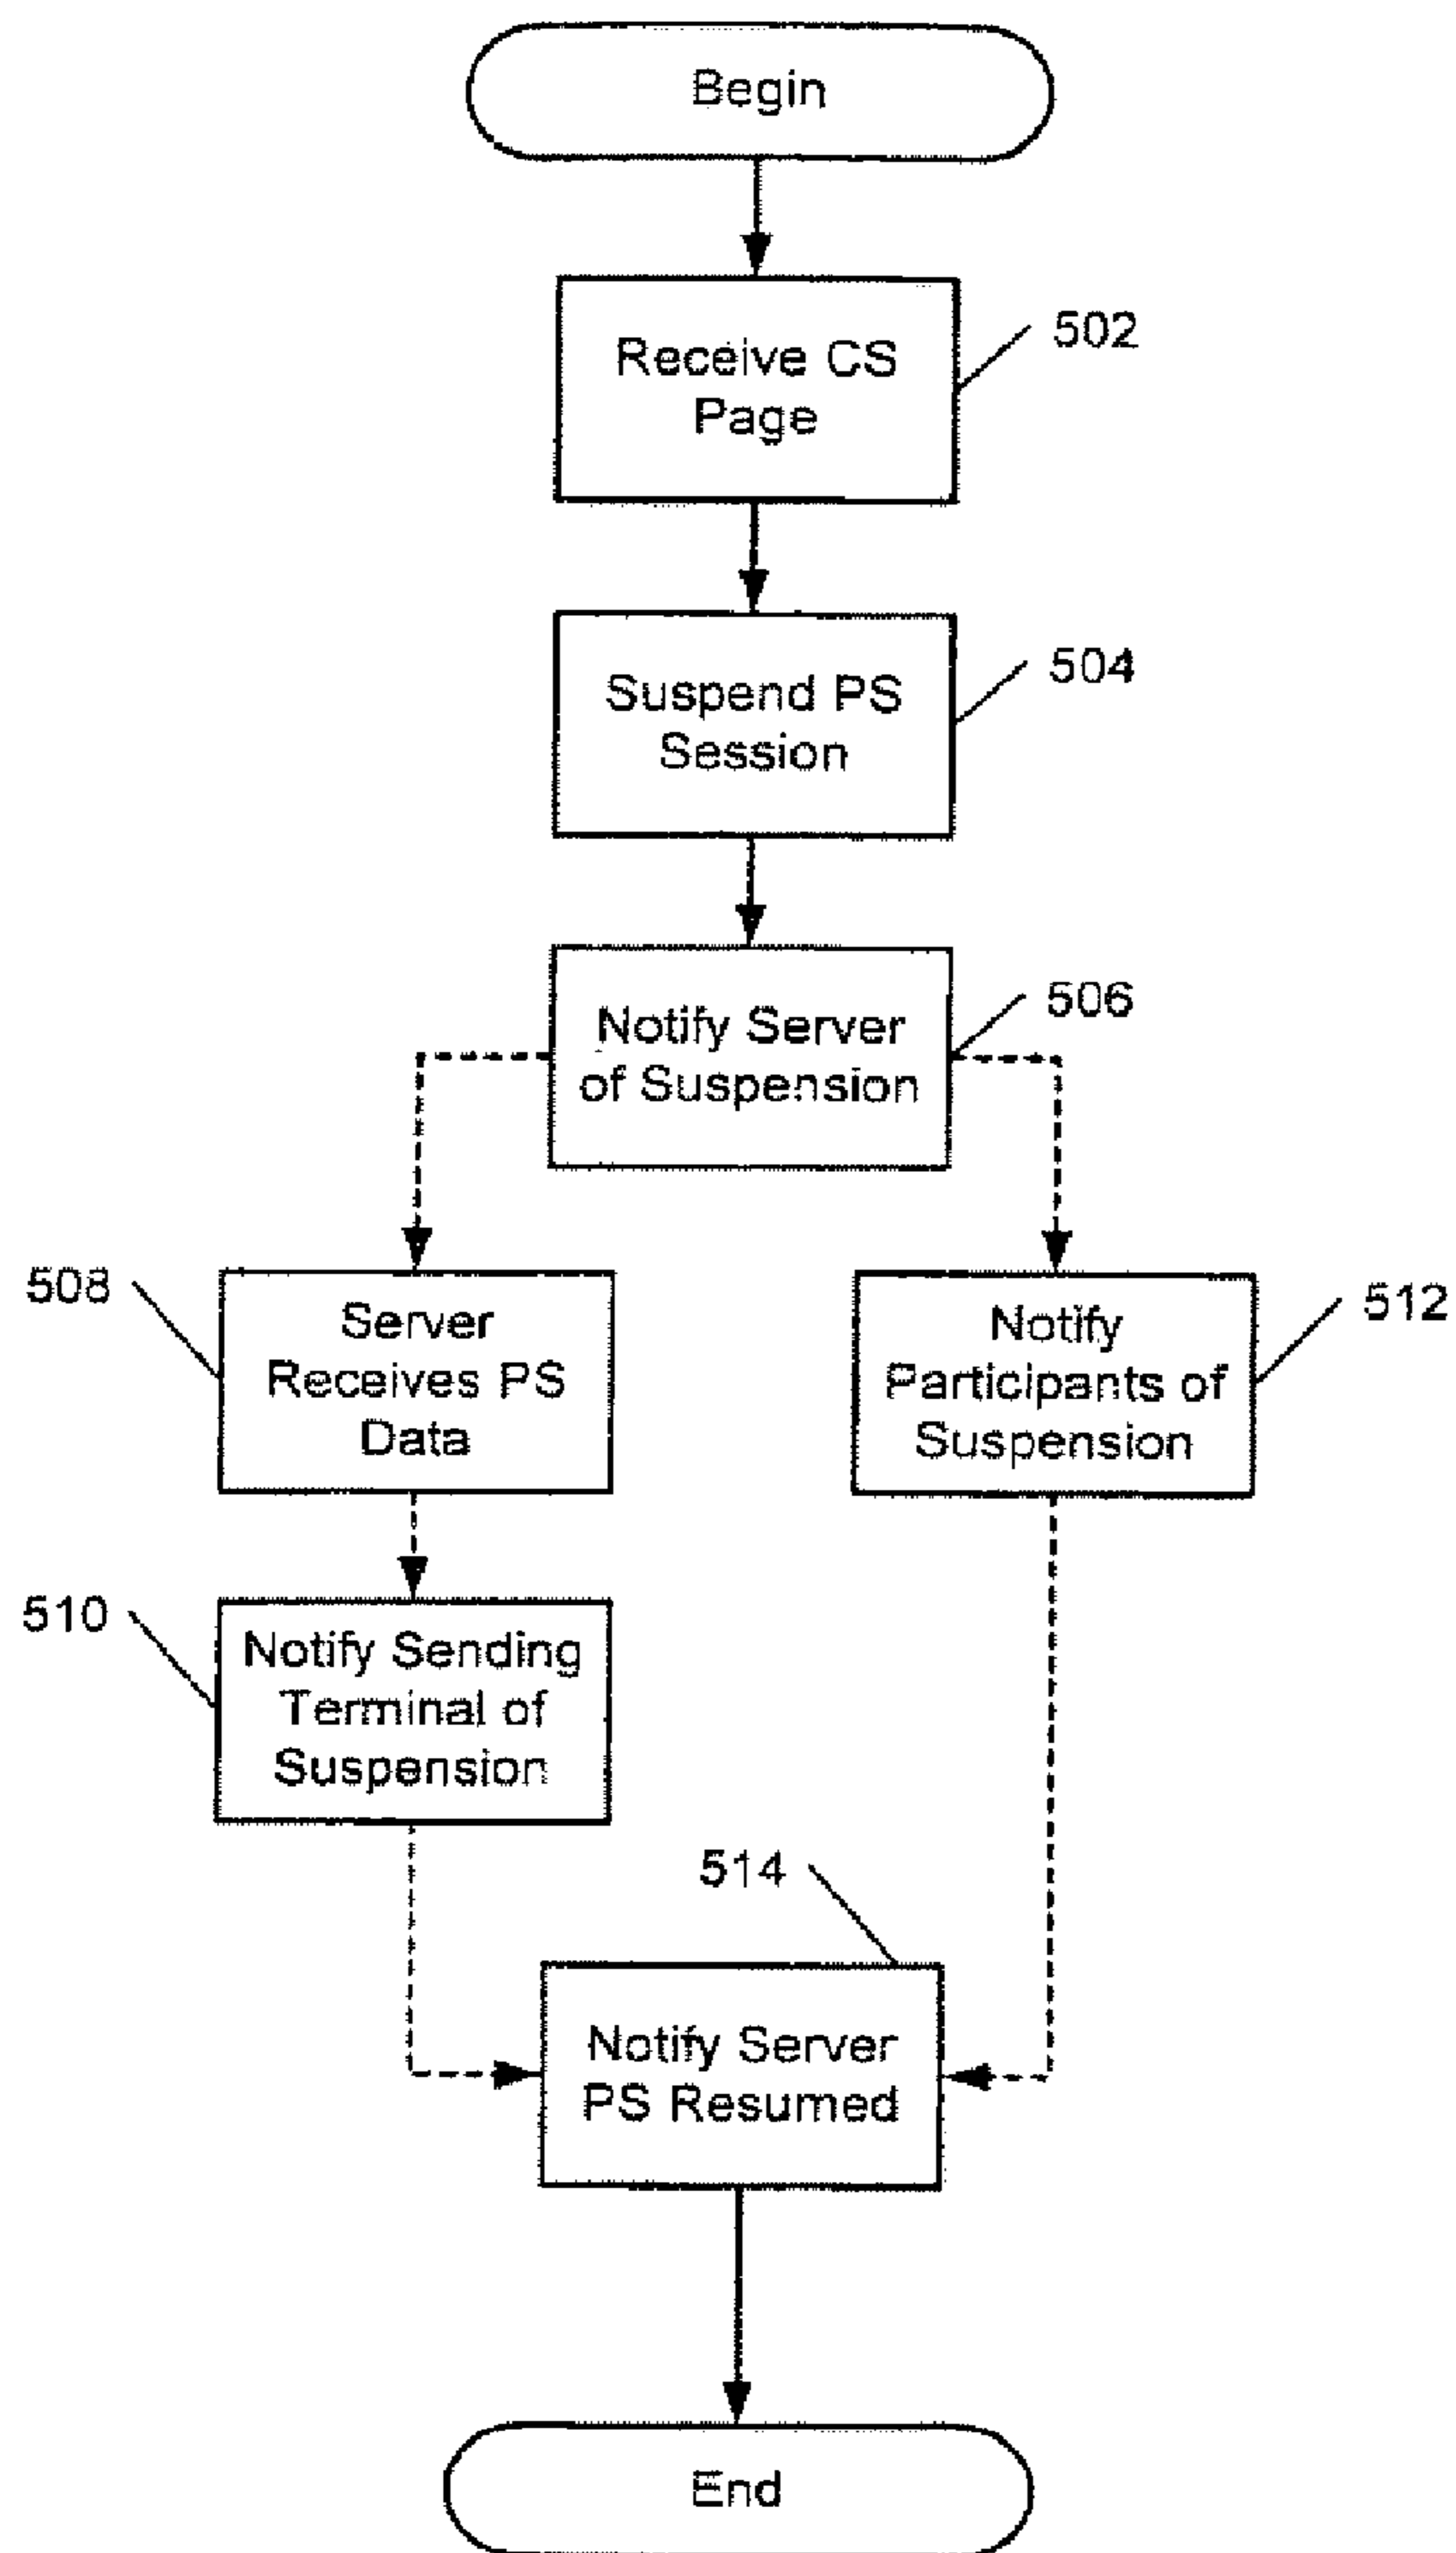 Begin
Receive CS
Page
502
Suspend PS
Session
504
Notify Server
of Suspension
506
508
Server
Receives PS
Data
Notify
Participants of
Suspension
512
510
Notify Sending
Terminal of
Suspension
514
Notify Server
PS Resumed
End